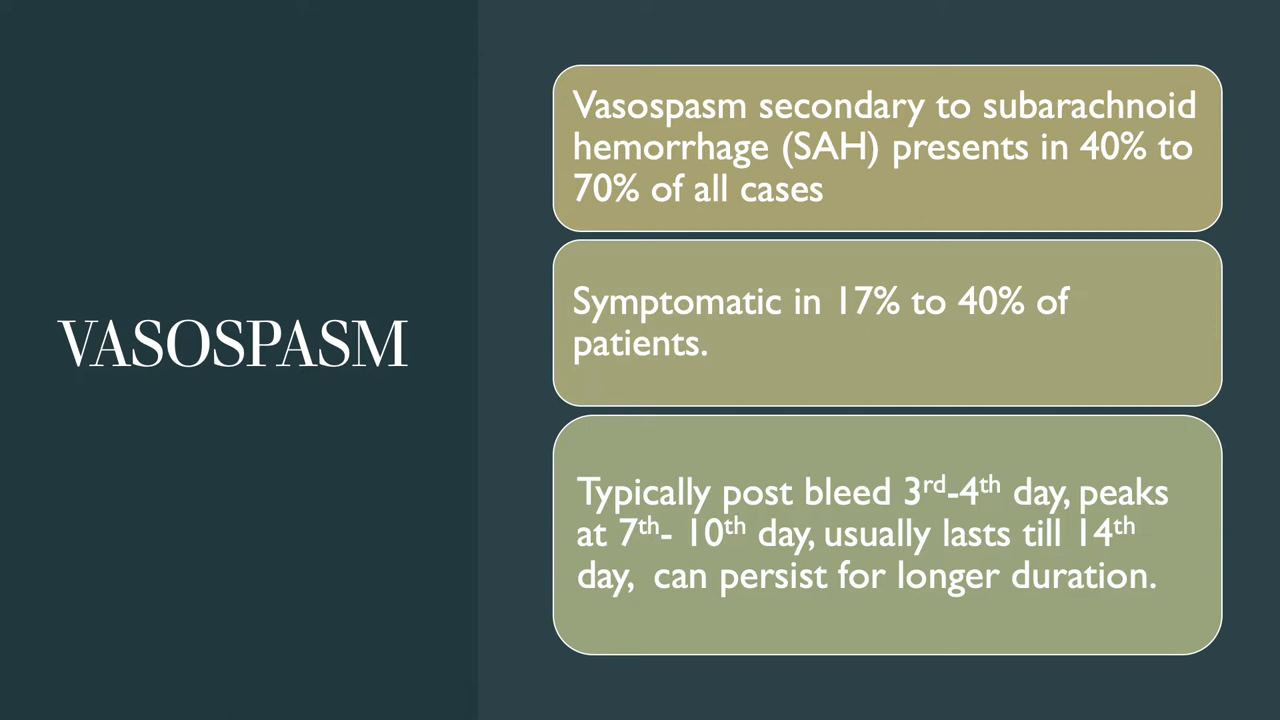 VASOSPASM
Vasospasm secondary to subarachnoid
hemorrhage (SAH) presents in 40% to
70% of all cases
Symptomatic in 17% to 40% of
patients.
Typically post bleed 3rd-4th day, peaks
at 7th- 10th day, usually lasts till 14th
day,  can persist for longer duration.